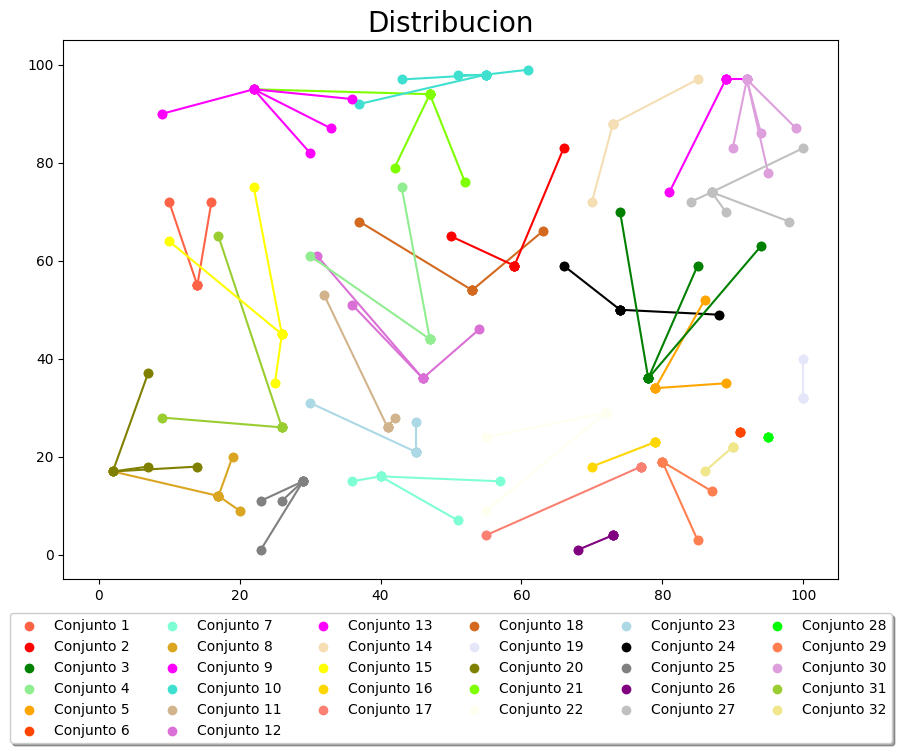 Distribucion
100
80
60
40
20
0
0 20 40 60 80 100
Conjunto 1 Conjunto 7 Conjunto 13 Conjunto 18 Conjunto 23 Conjunto 28
Conjunto 2 Conjunto 8 Conjunto 14 Conjunto 19 Conjunto 24 Conjunto 29
Conjunto 3 Conjunto 9 Conjunto 15 Conjunto 20 Conjunto 25 Conjunto 30
Conjunto 4 Conjunto 10 Conjunto 16 Conjunto 21 Conjunto 26 Conjunto 31
Conjunto 5 Conjunto 11 Conjunto 17 Conjunto 22 Conjunto 27 Conjunto 32
Conjunto 6 Conjunto 12